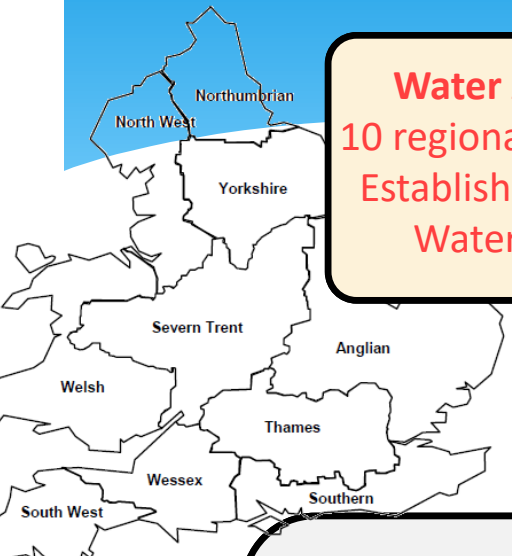 Water
10 regiona
Establish
Water
Northumbrian
North West
Yorkshire
Severn Trent
Anglian
Welsh
Thames
Wessex
Southern
South West